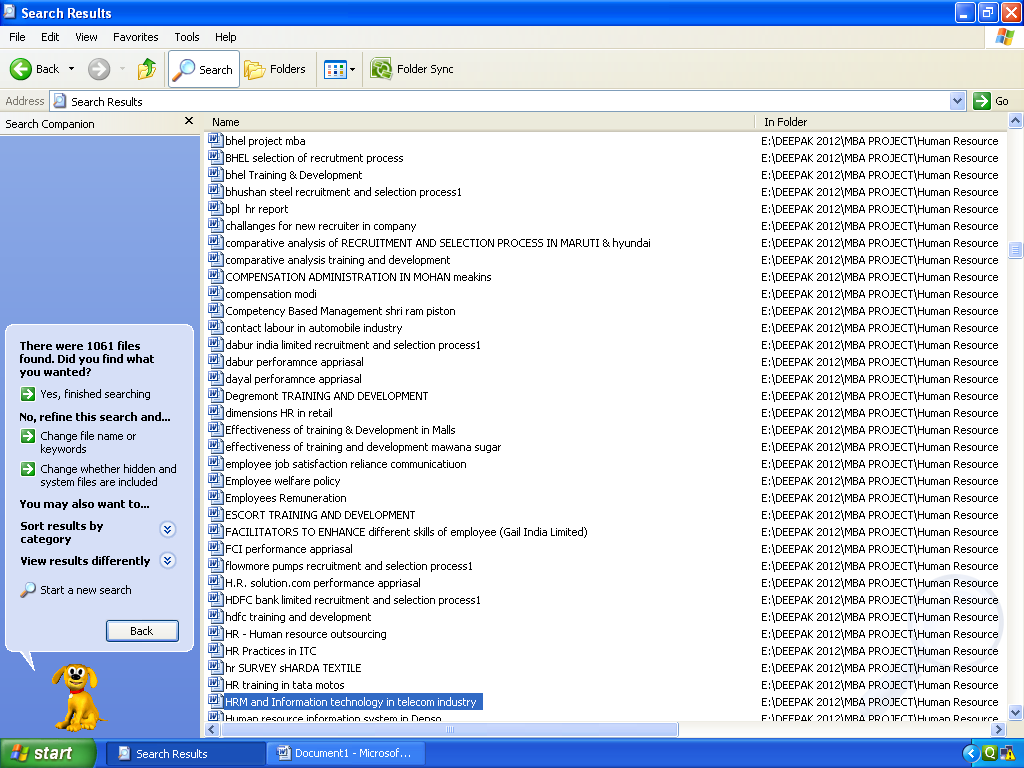 Search Results
File Edit View Favorites Tools Help
Back Search Folders Folder Sync
Address Search Results Go
Search Companion
There were 1061 files
found. Did you find what
you wanted?
Yes, finished searching
No, refine this search and...
Change file name or
keywords
Change whether hidden and
system files are included
You may also want to...
Sort results by
category
View results differently
Start a new search
Back
Name In Folder
bhel project mba E:\DEEPAK 2012\MBA PROJECT\Human Resource
BHEL selection of recrutment process E:\DEEPAK 2012\MBA PROJECT\Human Resource
bhel Training & Development E:\DEEPAK 2012\MBA PROJECT\Human Resource
bhushan steel recruitment and selection process1 E:\DEEPAK 2012\MBA PROJECT\Human Resource
bpl hr report E:\DEEPAK 2012\MBA PROJECT\Human Resource
challanges for new recruiter in company E:\DEEPAK 2012\MBA PROJECT\Human Resource
comparative analysis of RECRUITMENT AND SELECTION PROCESS IN MARUTI & hyundai E:\DEEPAK 2012\MBA PROJECT\Human Resource
comparative analysis training and development E:\DEEPAK 2012\MBA PROJECT\Human Resource
COMPENSATION ADMINISTRATION IN MOHAN meakins E:\DEEPAK 2012\MBA PROJECT\Human Resource
compensation modi E:\DEEPAK 2012\MBA PROJECT\Human Resource
Competency Based Management shri ram piston E:\DEEPAK 2012\MBA PROJECT\Human Resource
contact labour in automobile industry E:\DEEPAK 2012\MBA PROJECT\Human Resource
dabur india limited recruitment and selection process1 E:\DEEPAK 2012\MBA PROJECT\Human Resource
dabur perforamnce appriasal E:\DEEPAK 2012\MBA PROJECT\Human Resource
dayal perforamnce appriasal E:\DEEPAK 2012\MBA PROJECT\Human Resource
Degremont TRAINING AND DEVELOPMENT E:\DEEPAK 2012\MBA PROJECT\Human Resource
dimensions HR in retail E:\DEEPAK 2012\MBA PROJECT\Human Resource
Effectiveness of training & Development in Malls E:\DEEPAK 2012\MBA PROJECT\Human Resource
effectiveness of training and development mawana sugar E:\DEEPAK 2012\MBA PROJECT\Human Resource
employee job satisfaction reliance communicatiuon E:\DEEPAK 2012\MBA PROJECT\Human Resource
Employee welfare policy E:\DEEPAK 2012\MBA PROJECT\Human Resource
Employees Remuneration E:\DEEPAK 2012\MBA PROJECT\Human Resource
ESCORT TRAINING AND DEVELOPMENT E:\DEEPAK 2012\MBA PROJECT\Human Resource
FACILITATORS TO ENHANCE different skills of employee (Gail India Limited) E:\DEEPAK 2012\MBA PROJECT\Human Resource
FCI performance appriasal E:\DEEPAK 2012\MBA PROJECT\Human Resource
flowmore pumps recruitment and selection process1 E:\DEEPAK 2012\MBA PROJECT\Human Resource
H.R. solution.com performance appriasal E:\DEEPAK 2012\MBA PROJECT\Human Resource
HDFC bank limited recruitment and selection process1 E:\DEEPAK 2012\MBA PROJECT\Human Resource
hdfc training and development E:\DEEPAK 2012\MBA PROJECT\Human Resource
HR - Human resource outsourcing E:\DEEPAK 2012\MBA PROJECT\Human Resource
HR Practices in ITC E:\DEEPAK 2012\MBA PROJECT\Human Resource
hr SURVEY sHARDA TEXTILE E:\DEEPAK 2012\MBA PROJECT\Human Resource
HR training in tata motos E:\DEEPAK 2012\MBA PROJECT\Human Resource
HRM and Information technology in telecom industry E:\DEEPAK 2012\MBA PROJECT\Human Resource
Human resource information system in Denso E:\DEEPAK 2012\MBA PROJECT\Human Resource
start Search Results Document1 - Microsof...